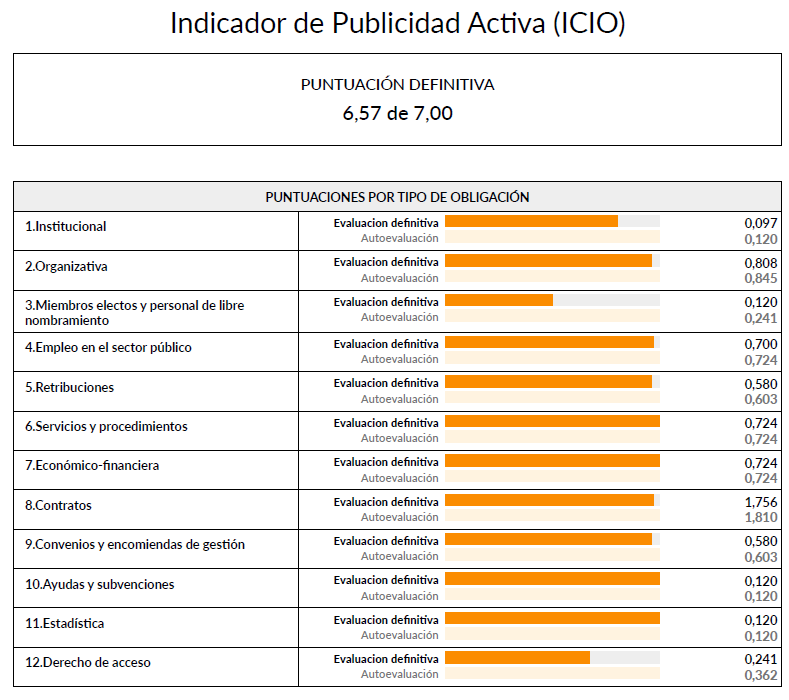 Indicador de Publicidad Activa (ICIO)
PUNTUACIÓN DEFINITIVA
6,57 de 7,00
PUNTUACIONES POR TIPO DE OBLIGACIÓN
1.Institucional
Evaluacion definitiva 0,097
Autoevaluación 0,120
2.Organizativa
Evaluacion definitiva 0,808
Autoevaluación 0,845
3.Miembros electos y personal de libre
nombramiento
Evaluacion definitiva 0,120
Autoevaluación 0,241
4.Empleo en el sector público
Evaluacion definitiva 0,700
Autoevaluación 0,724
5.Retribuciones
Evaluacion definitiva 0,580
Autoevaluación 0,603
6.Servicios y procedimientos
Evaluacion definitiva 0,724
Autoevaluación 0,724
7.Económico-financiera
Evaluacion definitiva 0,724
Autoevaluación 0,724
8.Contratos
Evaluacion definitiva 1,756
Autoevaluación 1,810
9.Convenios y encomiendas de gestión
Evaluacion definitiva 0,580
Autoevaluación 0,603
10.Ayudas y subvenciones
Evaluacion definitiva 0,120
Autoevaluación 0,120
11.Estadística
Evaluacion definitiva 0,120
Autoevaluación 0,120
12.Derecho de acceso
Evaluacion definitiva 0,241
Autoevaluación 0,362